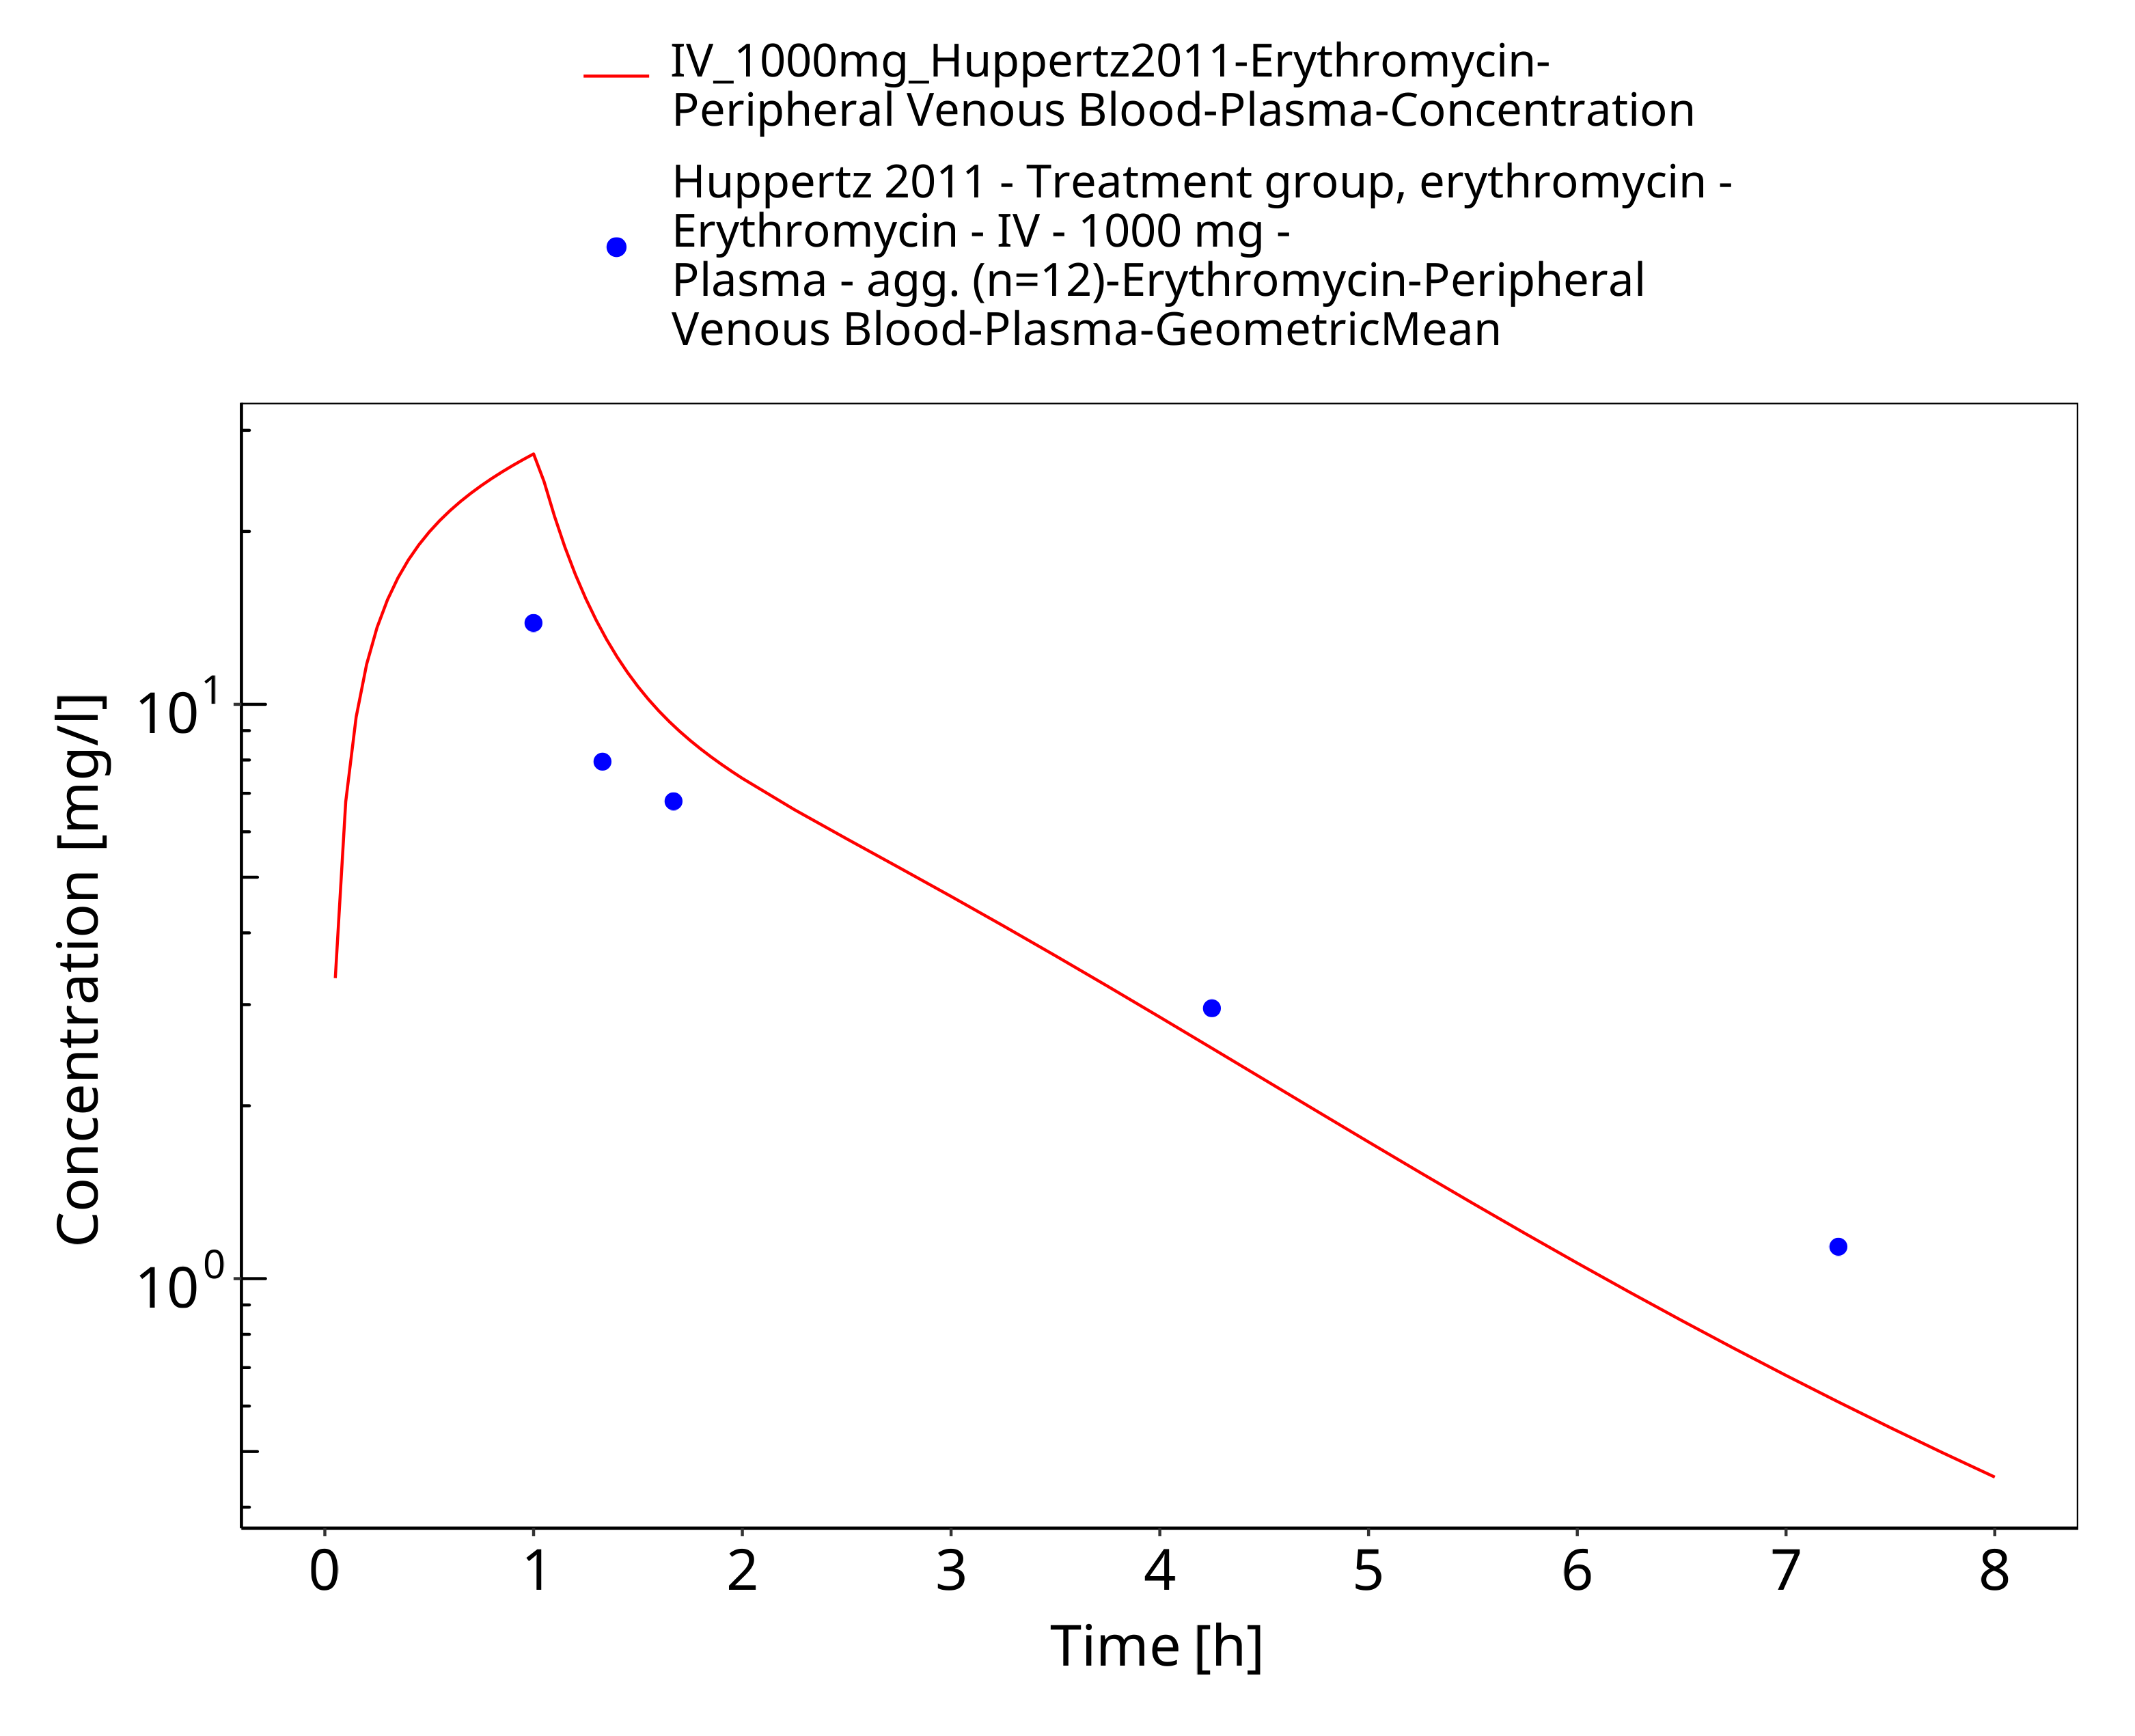 IV_1000mg_Huppertz2011-Erythromycin-
Peripheral Venous Blood-Plasma-Concentration
Huppertz 2011 - Treatment group, erythromycin -
Erythromycin - IV - 1000 mg -
Plasma - agg. (n=12)-Erythromycin-Peripheral
Venous Blood-Plasma-GeometricMean
Concentration [mg/l]
10^1
10^0
0 1 2 3 4 5 6 7 8
Time [h]